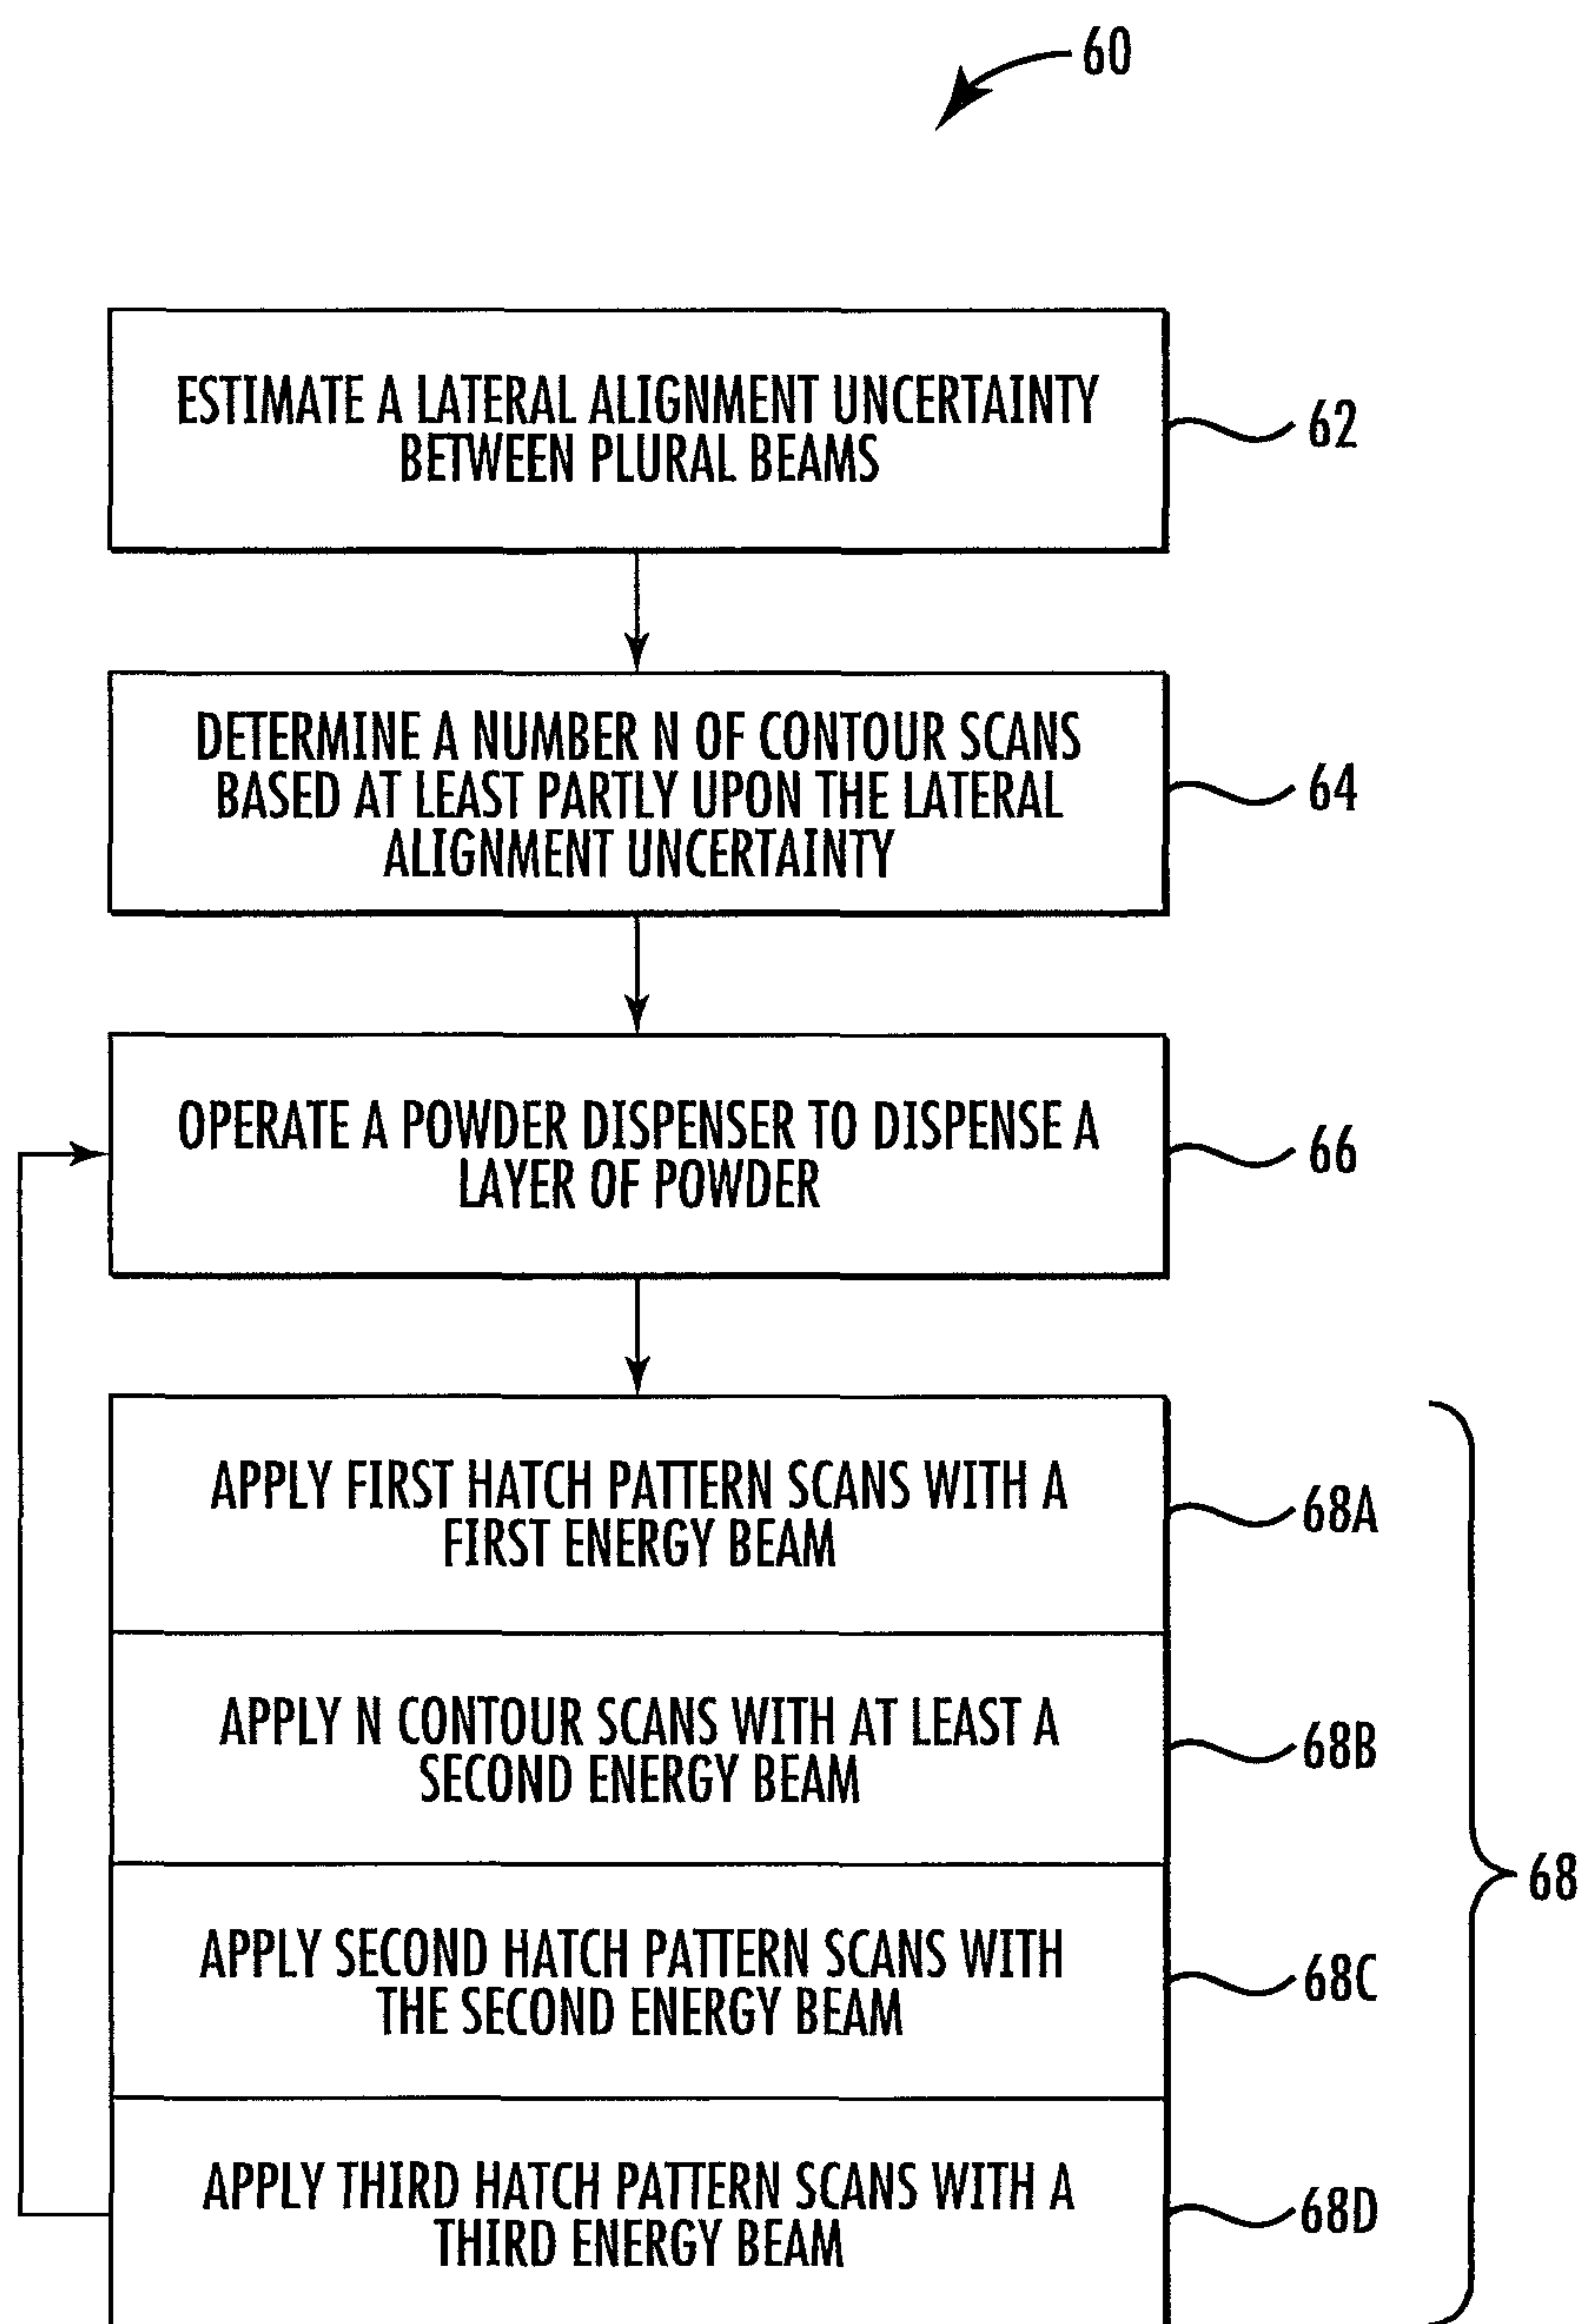 60
ESTIMATE A LATERAL ALIGNMENT UNCERTAINTY
BETWEEN PLURAL BEAMS
62
DETERMINE A NUMBER N OF CONTOUR SCANS
BASED AT LEAST PARTLY UPON THE LATERAL
ALIGNMENT UNCERTAINTY
64
OPERATE A POWDER DISPENSER TO DISPENSE A
LAYER OF POWDER
66
APPLY FIRST HATCH PATTERN SCANS WITH A
FIRST ENERGY BEAM
68A
APPLY N CONTOUR SCANS WITH AT LEAST A
SECOND ENERGY BEAM
68B
APPLY SECOND HATCH PATTERN SCANS WITH
THE SECOND ENERGY BEAM
68C
APPLY THIRD HATCH PATTERN SCANS WITH A
THIRD ENERGY BEAM
68D
68